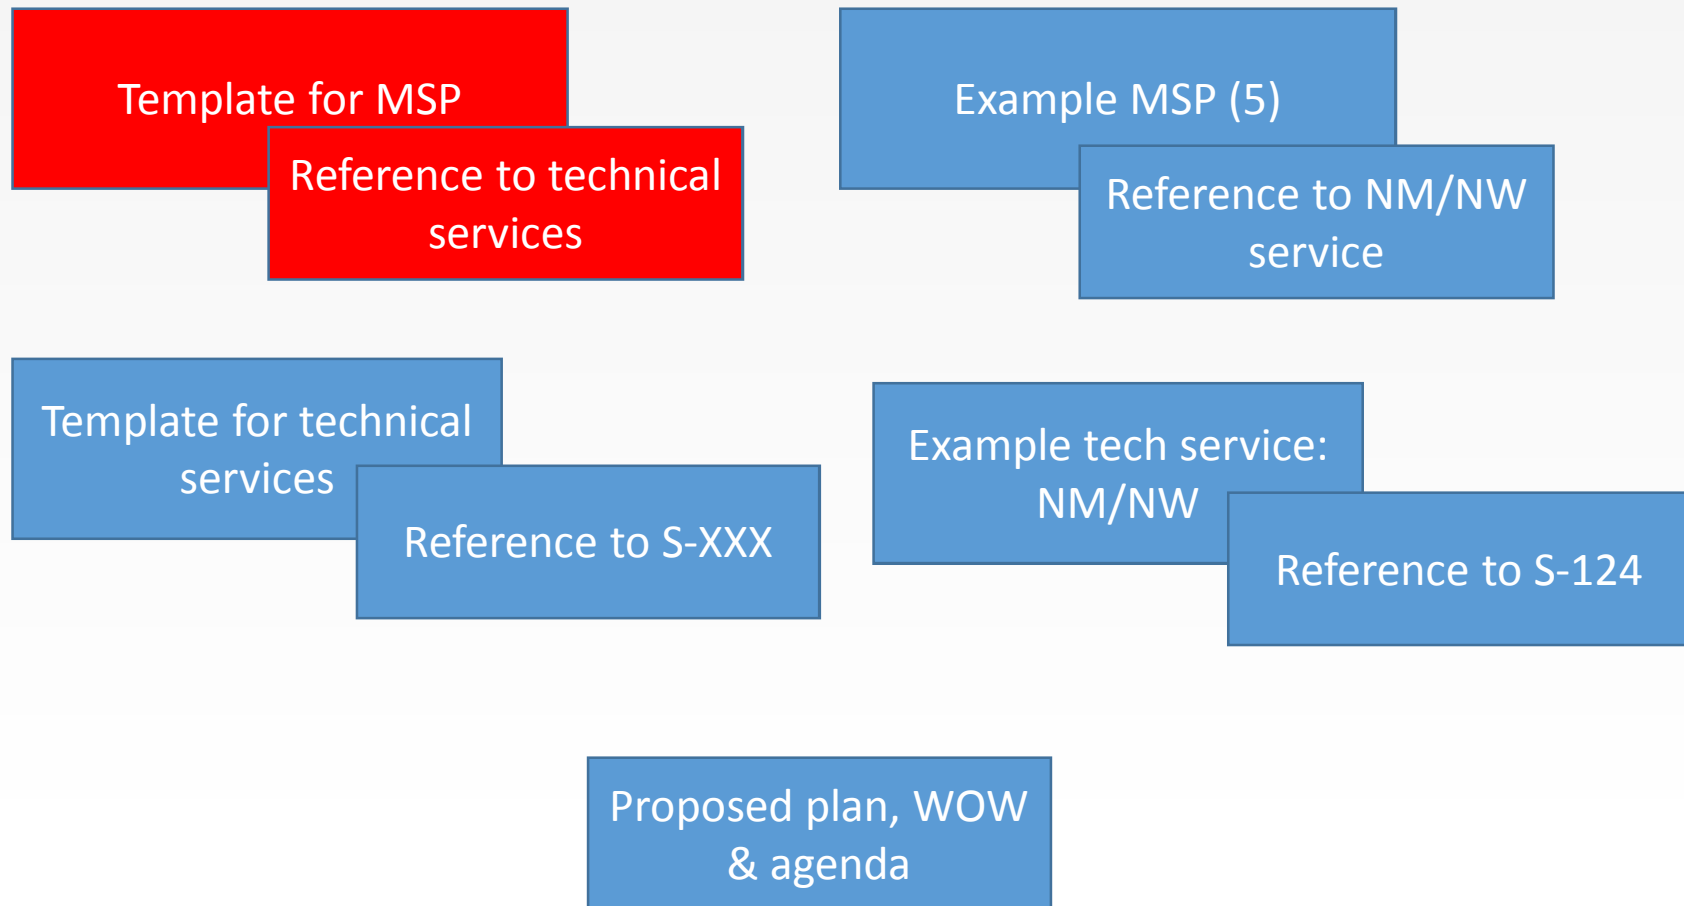 Template for MSP
Reference to technical
services
Example MSP (5)
Reference to NM/NW
service
Template for technical
services
Reference to S-XXX
Example tech service:
NM/NW
Reference to S-124
Proposed plan, WOW
& agenda